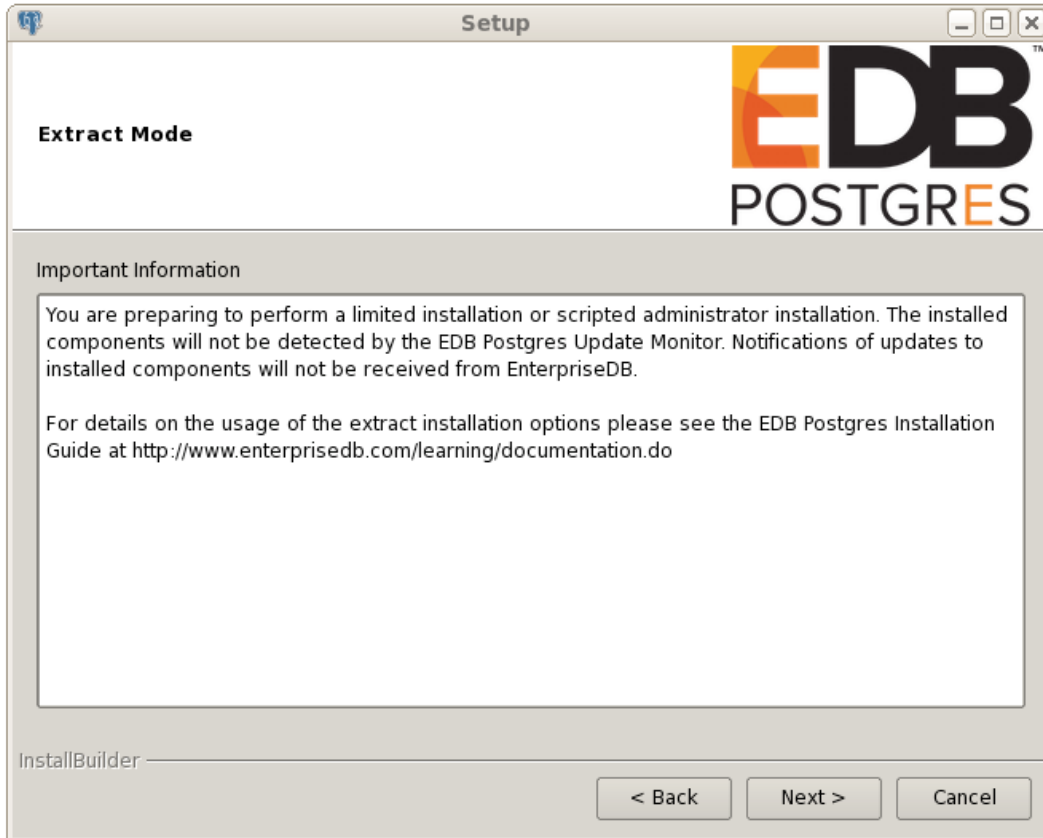 Setup
Extract Mode
EDB™
POSTGRES
Important Information
You are preparing to perform a limited installation or scripted administrator installation. The installed
components will not be detected by the EDB Postgres Update Monitor. Notifications of updates to
installed components will not be received from EnterpriseDB.
For details on the usage of the extract installation options please see the EDB Postgres Installation
Guide at http://www.enterprisedb.com/learning/documentation.do
InstallBuilder
< Back
Next >
Cancel